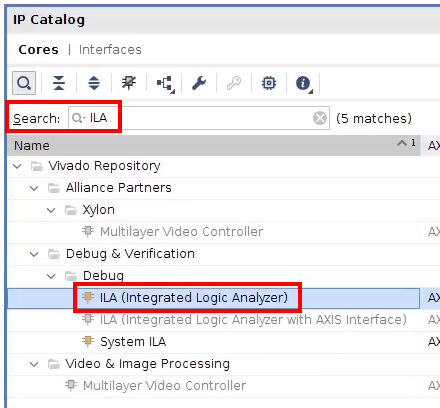 IP Catalog
Cores | Interfaces
Search: ILA (5 matches)
Name 1 AX
Vivado Repository
Alliance Partners
Xylon
Multilayer Video Controller
Debug & Verification
Debug
ILA (Integrated Logic Analyzer) AX
ILA (Integrated Logic Analyzer with AXIS Interface) AX
System ILA AX
Video & Image Processing
Multilayer Video Controller AX